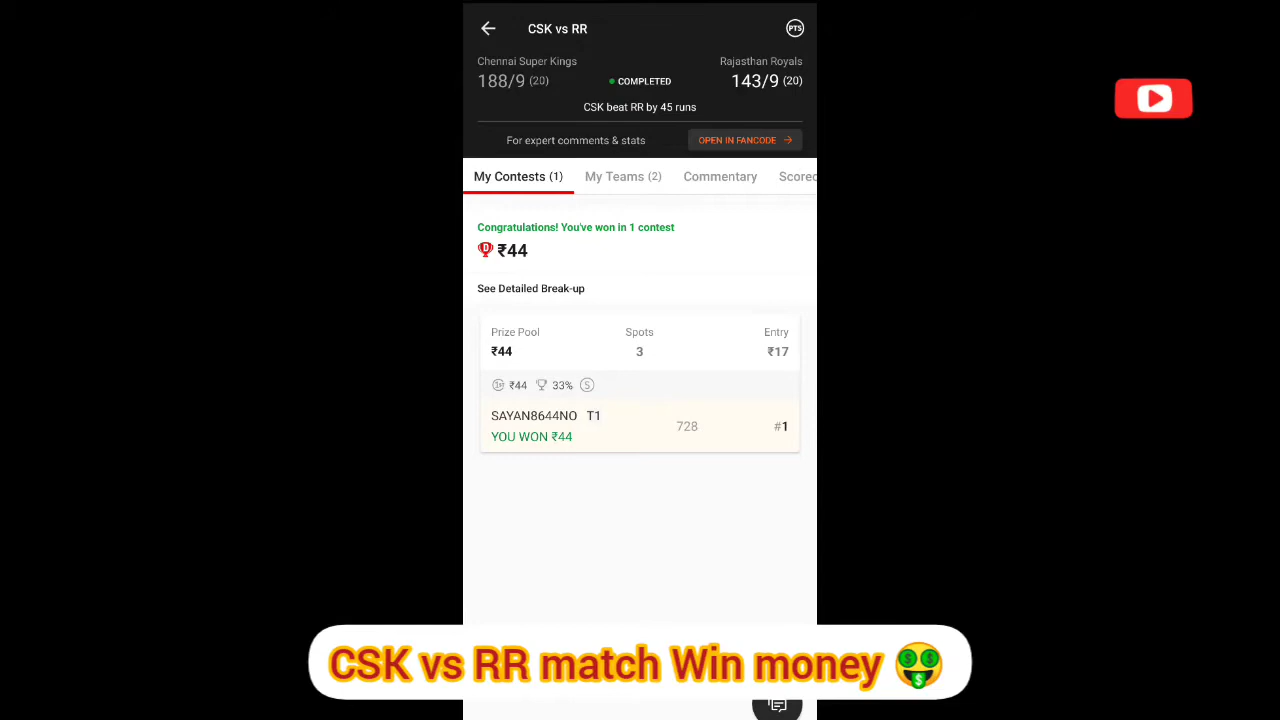 CSK vs RR
PTS
Chennai Super Kings
Rajasthan Royals
188/9 (20)
COMPLETED
143/9 (20)
CSK beat RR by 45 runs
For expert comments & stats
OPEN IN FANCODE
My Contests (1)
My Teams (2)
Commentary
Scorec
Congratulations! You've won in 1 contest
D ₹44
See Detailed Break-up
Prize Pool
Spots
Entry
₹44
3
₹17
1st ₹44 33% S
SAYAN8644NO T1
728
#1
YOU WON ₹44
CSK vs RR match Win money 🤑